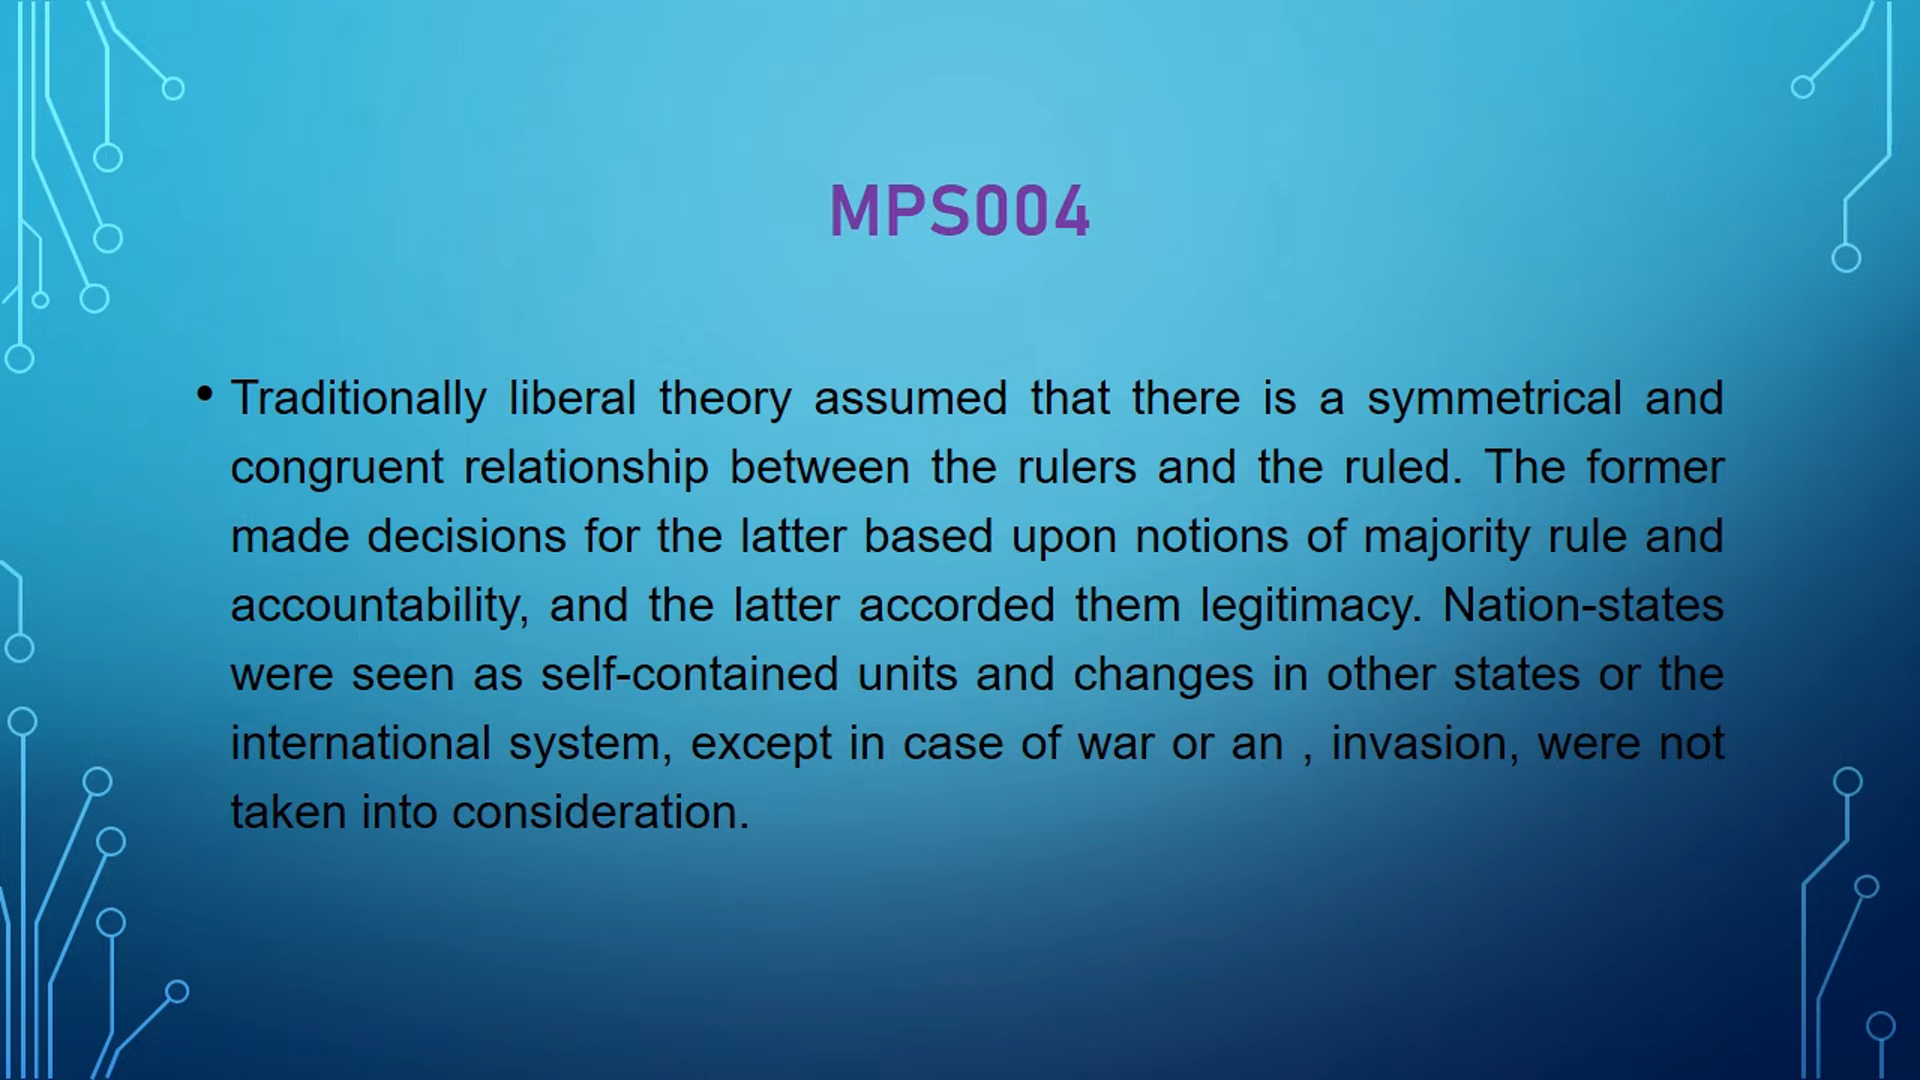 MPS004
• Traditionally liberal theory assumed that there is a symmetrical and
congruent relationship between the rulers and the ruled. The former
made decisions for the latter based upon notions of majority rule and
accountability, and the latter accorded them legitimacy. Nation-states
were seen as self-contained units and changes in other states or the
international system, except in case of war or an , invasion, were not
taken into consideration.